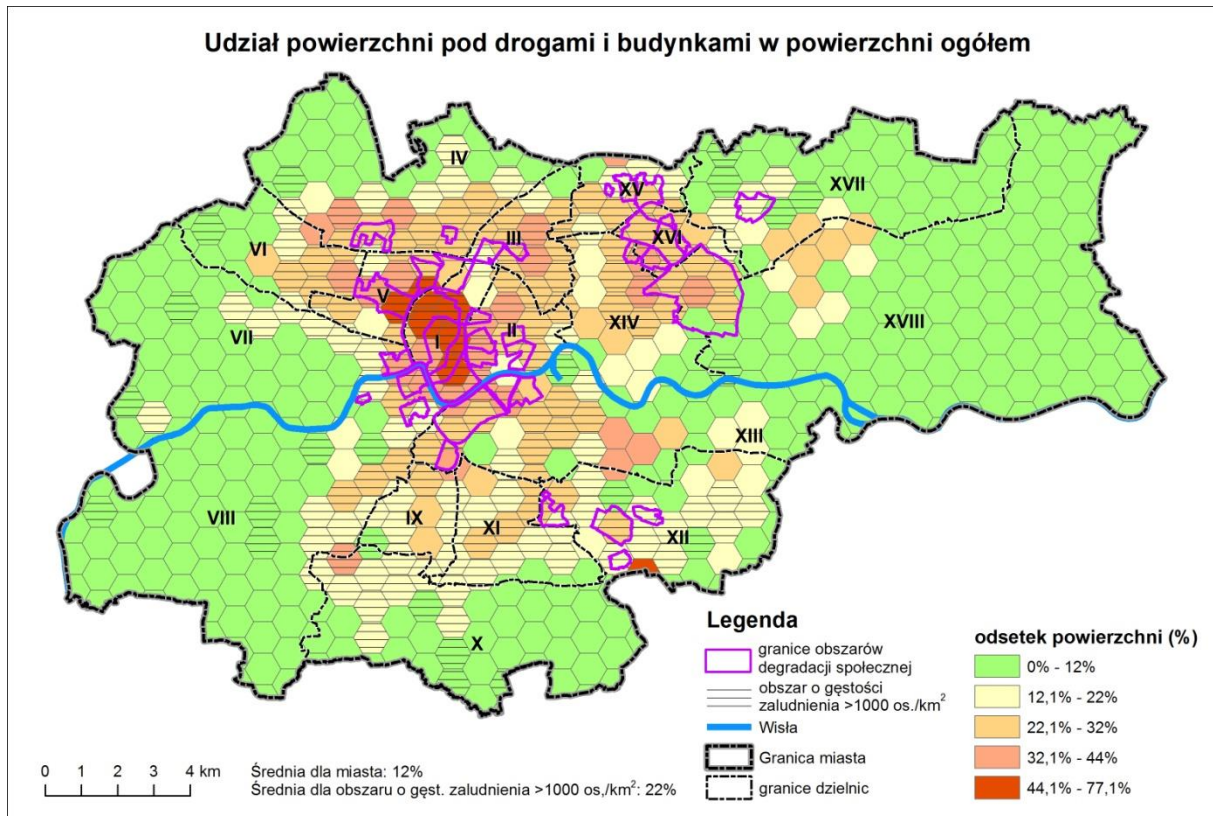 Udział powierzchni pod drogami i budynkami w powierzchni ogółem
IV
XVII
XV
III
XVI
VI
V
VII
I
II
XIV
XVIII
XIII
VIII
IX
XI
XII
X
Legenda
granice obszarów
degradacji społecznej
obszar o gęstości
zaludnienia >1000 os./km²
Wisła
Granica miasta
granice dzielnic
odsetek powierzchni (%)
0% - 12%
12,1% - 22%
22,1% - 32%
32,1% - 44%
44,1% - 77,1%
0 1 2 3 4 km
Średnia dla miasta: 12%
Średnia dla obszaru o gęst. zaludnienia >1000 os,/km²: 22%